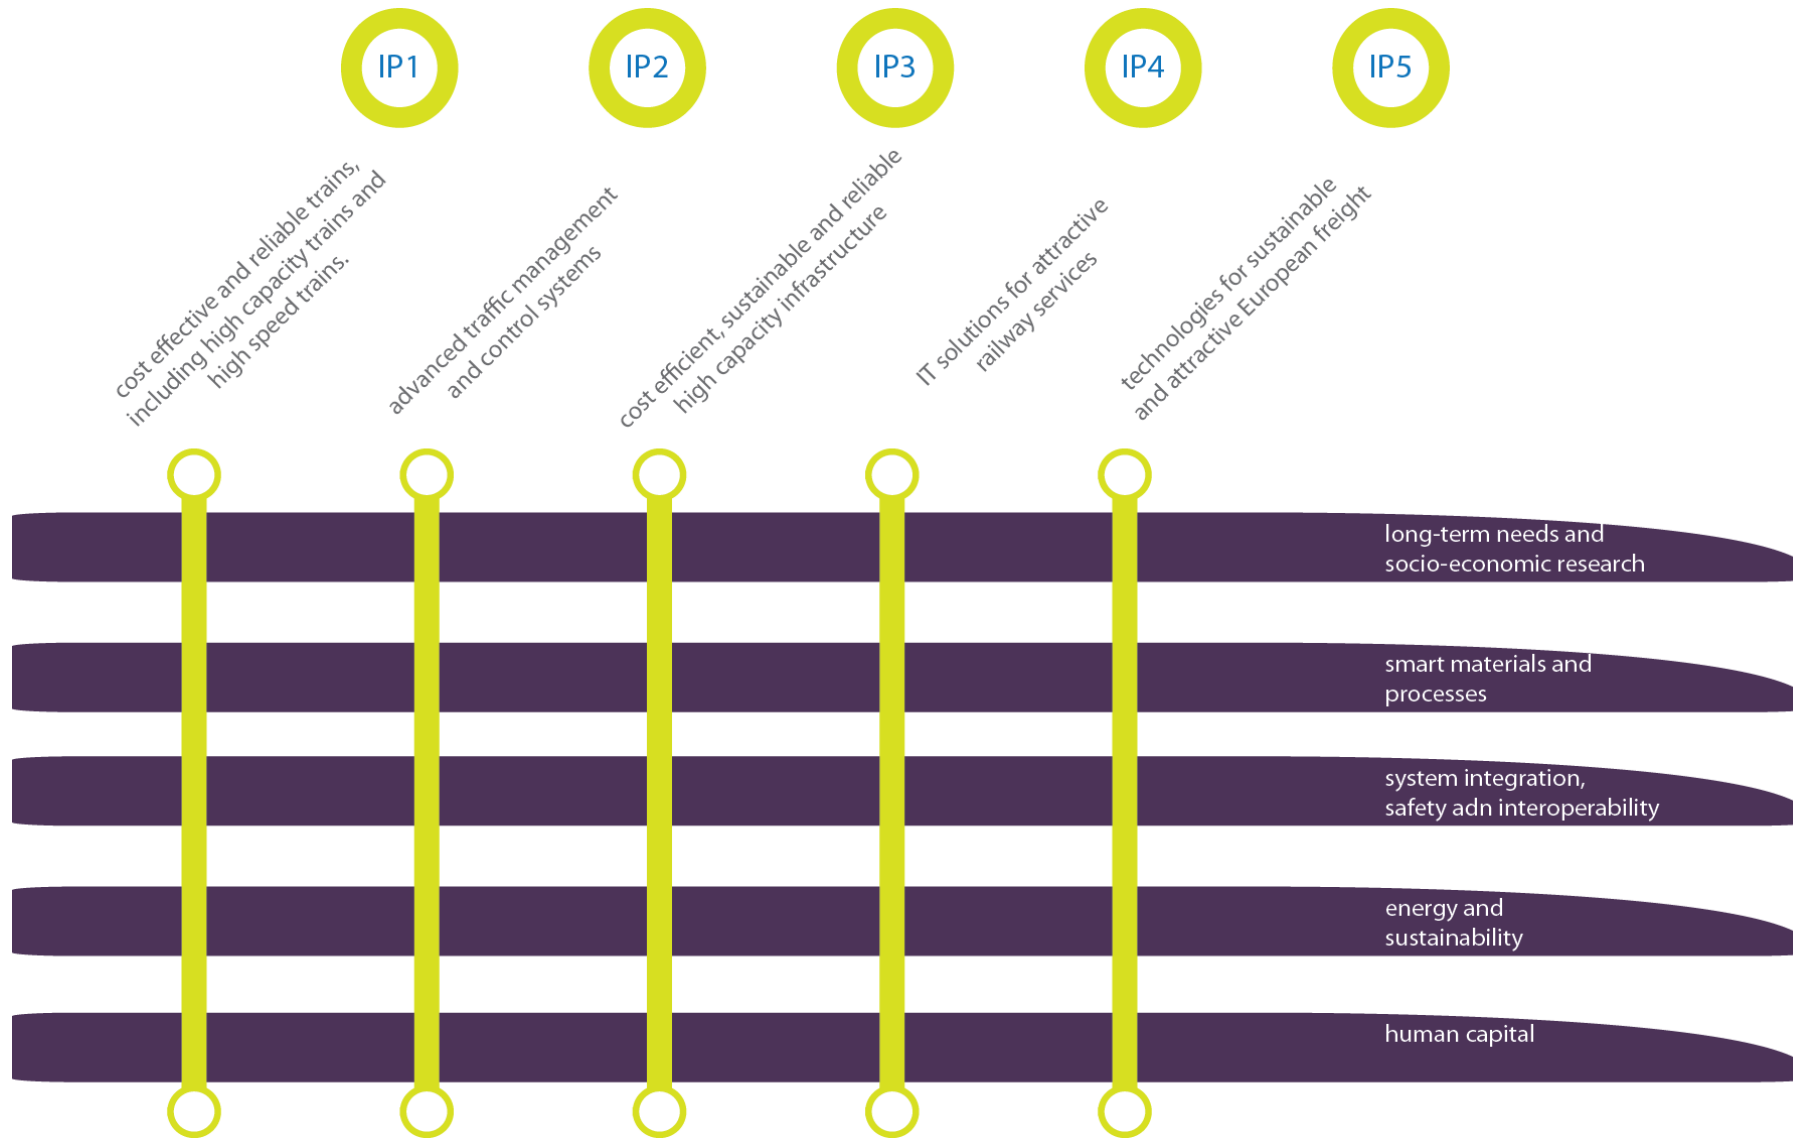 IP1
IP2
IP3
IP4
IP5
cost effective and reliable trains,
including high capacity trains and
high speed trains.
advanced traffic management
and control systems
cost efficient, sustainable and reliable
high capacity infrastructure
IT solutions for attractive
railway services
technologies for sustainable
and attractive European freight
long-term needs and
socio-economic research
smart materials and
processes
system integration,
safety adn interoperability
energy and
sustainability
human capital